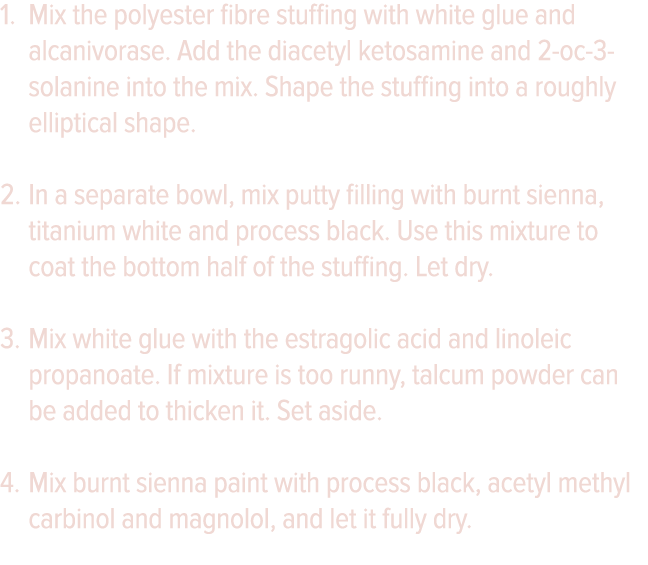 1. Mix the polyester fibre stuffing with white glue and
alcanivorase. Add the diacetyl ketosamine and 2-oc-3-
solanine into the mix. Shape the stuffing into a roughly
elliptical shape.
2. In a separate bowl, mix putty filling with burnt sienna,
titanium white and process black. Use this mixture to
coat the bottom half of the stuffing. Let dry.
3. Mix white glue with the estragolic acid and linoleic
propanoate. If mixture is too runny, talcum powder can
be added to thicken it. Set aside.
4. Mix burnt sienna paint with process black, acetyl methyl
carbinol and magnolol, and let it fully dry.